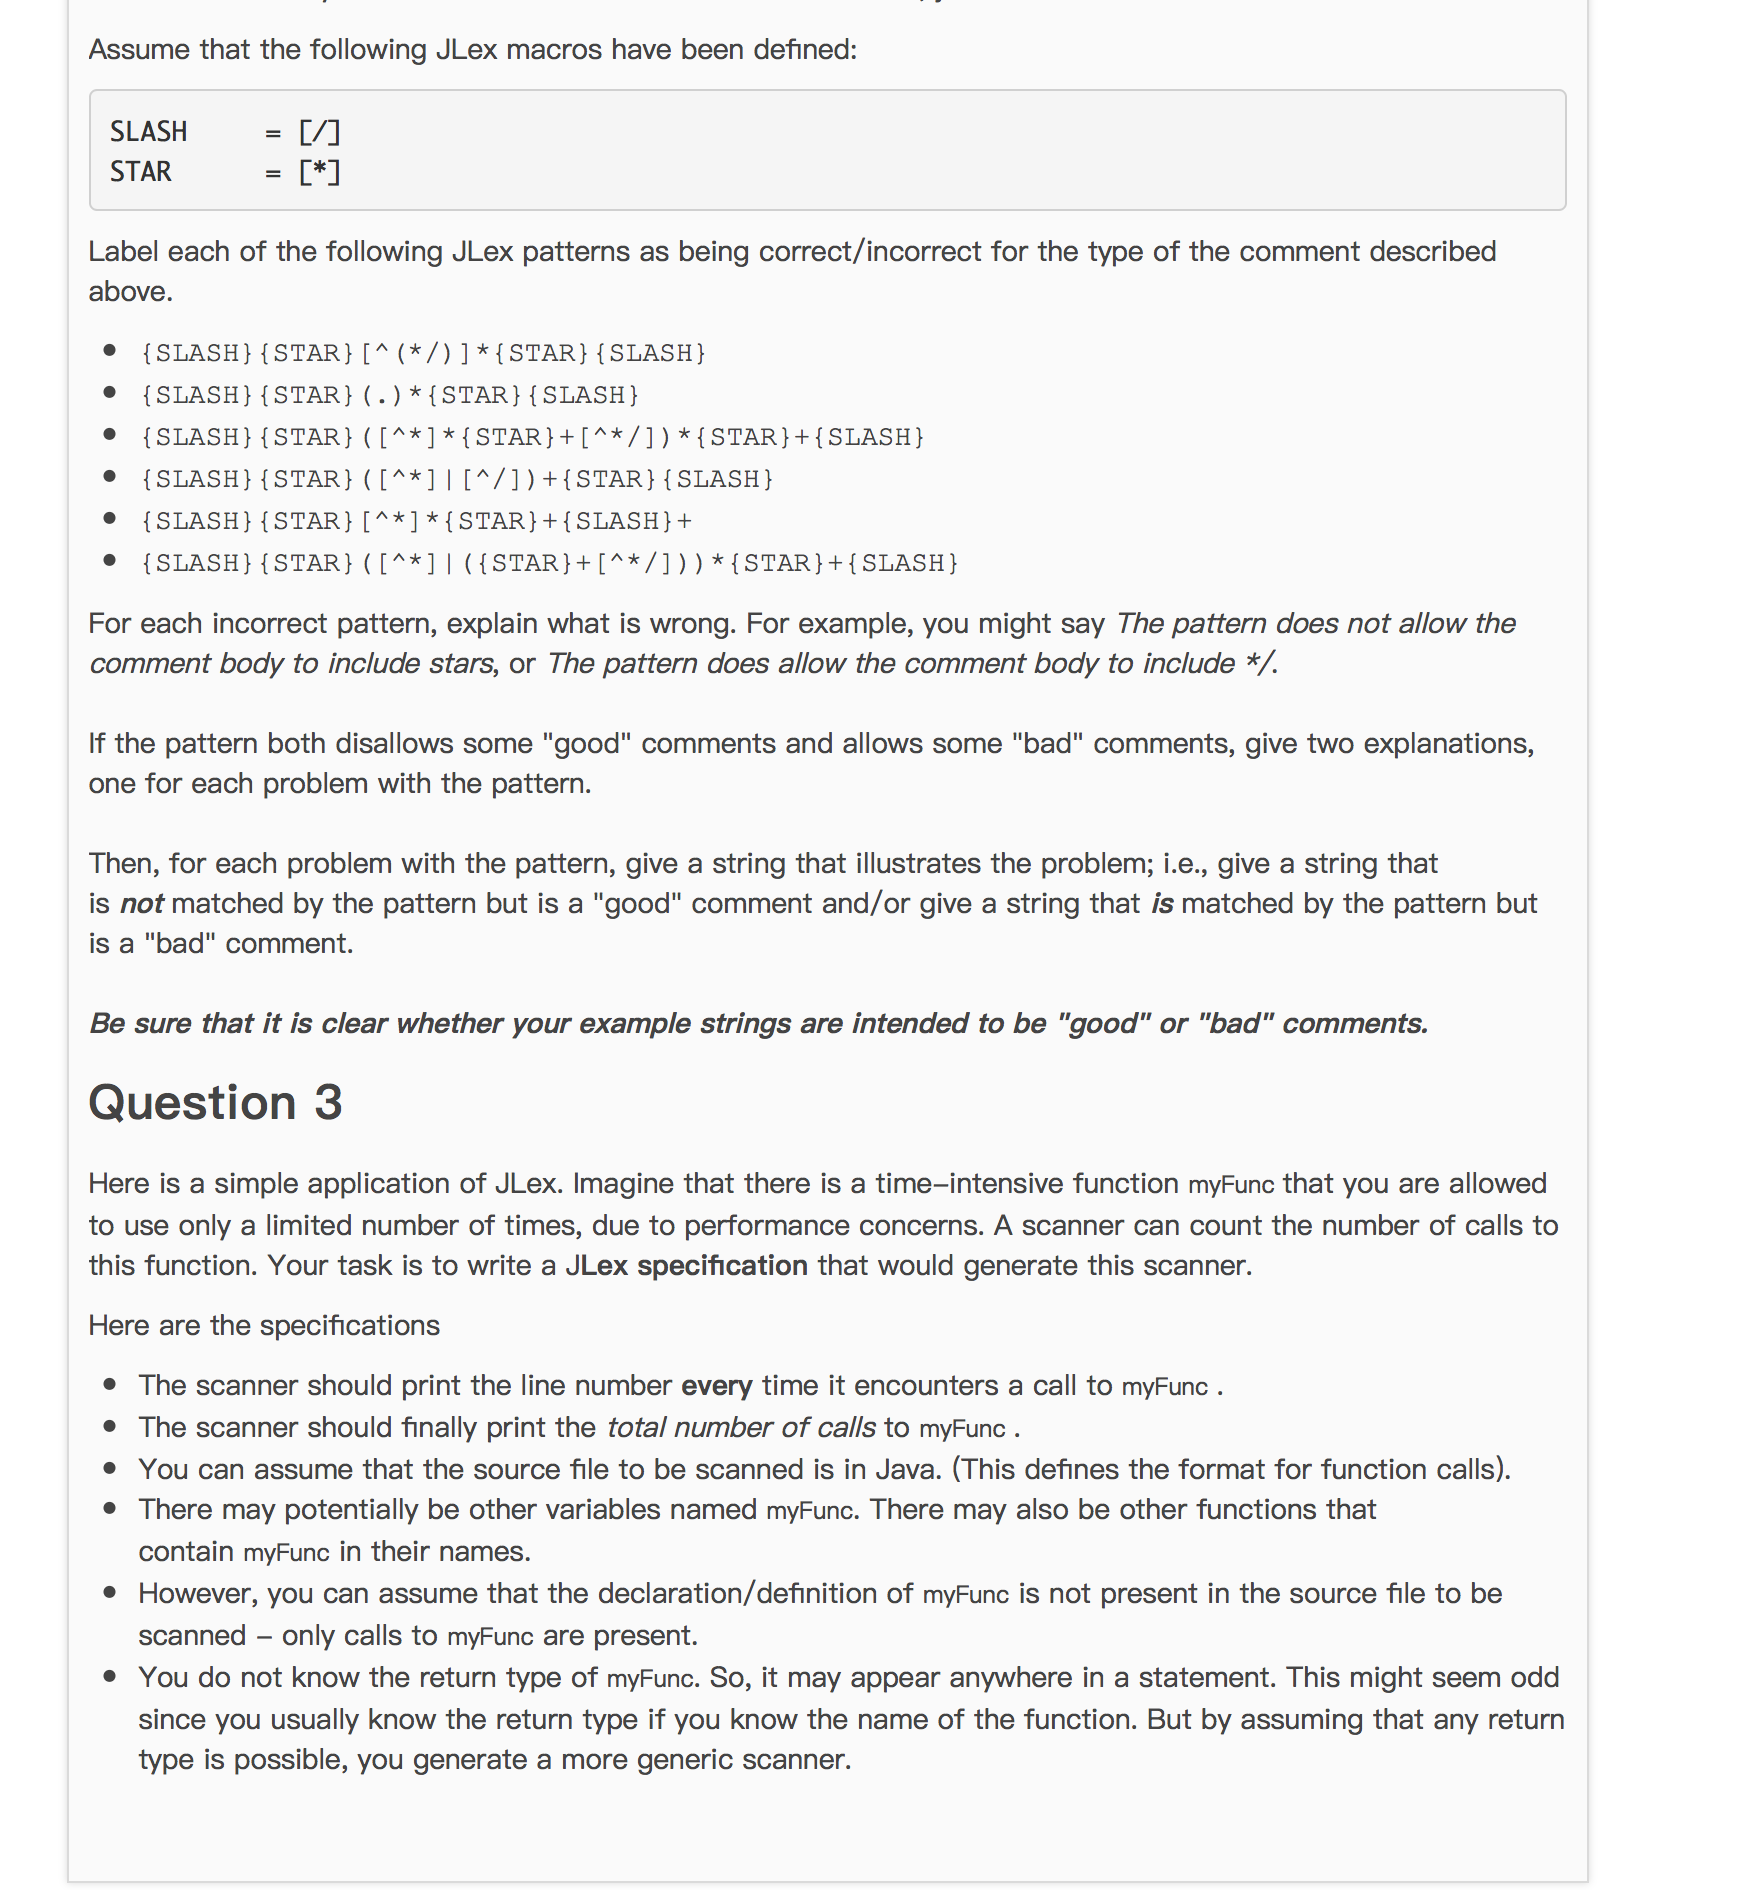 Assume that the following JLex macros have been defined:
SLASH     = [/]
STAR      = [*]
Label each of the following JLex patterns as being correct/incorrect for the type of the comment described
above.
• {SLASH}{STAR}[^(*/)]*{STAR}{SLASH}
• {SLASH}{STAR}(.)*{STAR}{SLASH}
• {SLASH}{STAR}([^*]*{STAR}+[^*/])*{STAR}+{SLASH}
• {SLASH}{STAR}([^*]|[^/])+{STAR}{SLASH}
• {SLASH}{STAR}[^*]*{STAR}+{SLASH}+
• {SLASH}{STAR}([^*]|({STAR}+[^*/]))*{STAR}+{SLASH}
For each incorrect pattern, explain what is wrong. For example, you might say The pattern does not allow the
comment body to include stars, or The pattern does allow the comment body to include */.
If the pattern both disallows some "good" comments and allows some "bad" comments, give two explanations,
one for each problem with the pattern.
Then, for each problem with the pattern, give a string that illustrates the problem; i.e., give a string that
is not matched by the pattern but is a "good" comment and/or give a string that is matched by the pattern but
is a "bad" comment.
Be sure that it is clear whether your example strings are intended to be "good" or "bad" comments.
Question 3
Here is a simple application of JLex. Imagine that there is a time–intensive function myFunc that you are allowed
to use only a limited number of times, due to performance concerns. A scanner can count the number of calls to
this function. Your task is to write a JLex specification that would generate this scanner.
Here are the specifications
• The scanner should print the line number every time it encounters a call to myFunc .
• The scanner should finally print the total number of calls to myFunc .
• You can assume that the source file to be scanned is in Java. (This defines the format for function calls).
• There may potentially be other variables named myFunc. There may also be other functions that
contain myFunc in their names.
• However, you can assume that the declaration/definition of myFunc is not present in the source file to be
scanned – only calls to myFunc are present.
• You do not know the return type of myFunc. So, it may appear anywhere in a statement. This might seem odd
since you usually know the return type if you know the name of the function. But by assuming that any return
type is possible, you generate a more generic scanner.